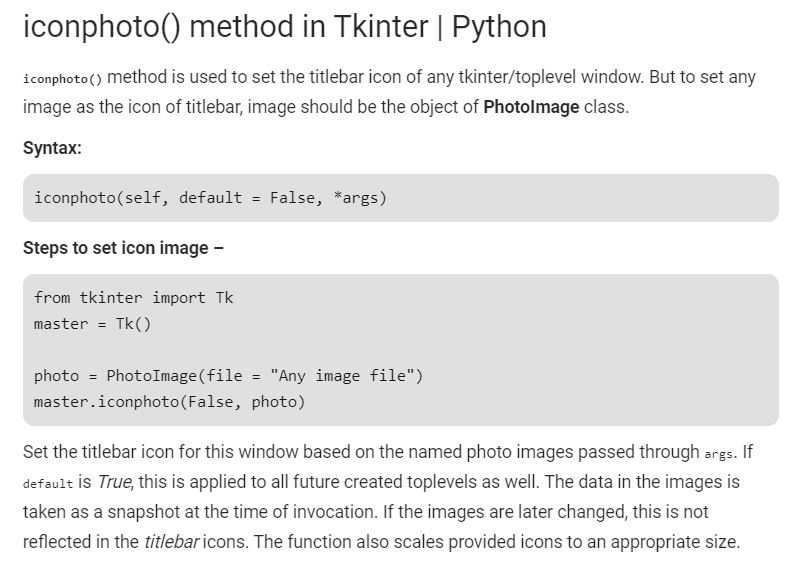 iconphoto() method in Tkinter | Python
iconphoto() method is used to set the titlebar icon of any tkinter/toplevel window. But to set any
image as the icon of titlebar, image should be the object of PhotoImage class.
Syntax:
iconphoto(self, default = False, *args)
Steps to set icon image –
from tkinter import Tk
master = Tk()
photo = PhotoImage(file = "Any image file")
master.iconphoto(False, photo)
Set the titlebar icon for this window based on the named photo images passed through args. If
default is True, this is applied to all future created toplevels as well. The data in the images is
taken as a snapshot at the time of invocation. If the images are later changed, this is not
reflected in the titlebar icons. The function also scales provided icons to an appropriate size.